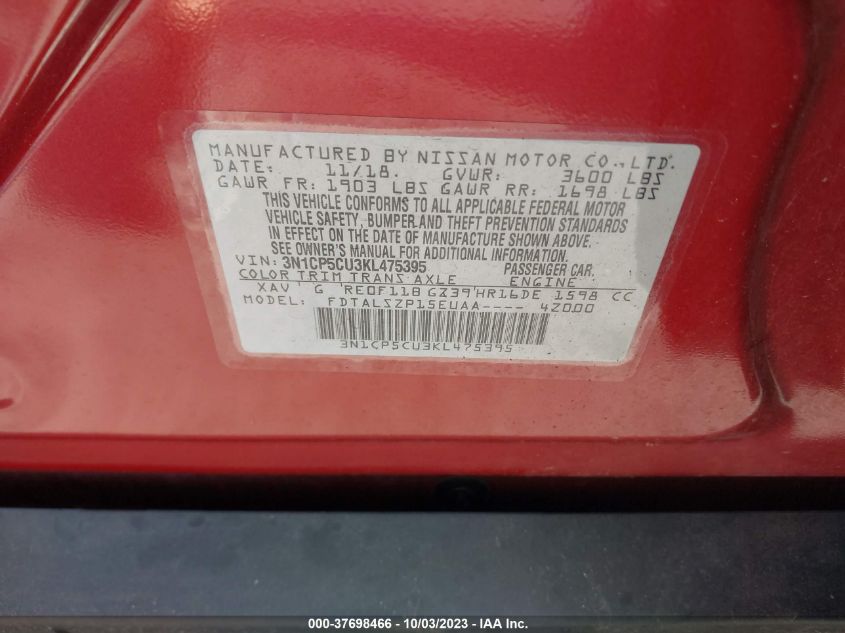 MANUFACTURED BY NISSAN MOTOR CO., LTD.
DATE: 11/18. GVWR: 3600 LBS
GAWR FR: 1903 LBS GAWR RR: 1698 LBS
THIS VEHICLE CONFORMS TO ALL APPLICABLE FEDERAL MOTOR
VEHICLE SAFETY, BUMPER AND THEFT PREVENTION STANDARDS
IN EFFECT ON THE DATE OF MANUFACTURE SHOWN ABOVE.
SEE OWNER'S MANUAL FOR ADDITIONAL INFORMATION.
VIN: 3N1CP5CU3KL475395 PASSENGER CAR.
COLOR TRIM TRANS AXLE ENGINE
XAV G RE0F11B GZ39 HR16DE 1598 CC
MODEL: FDTALSZP15EUAA---- 4Z000
3N1CP5CU3KL475395
000-37698466 - 10/03/2023 - IAA Inc.